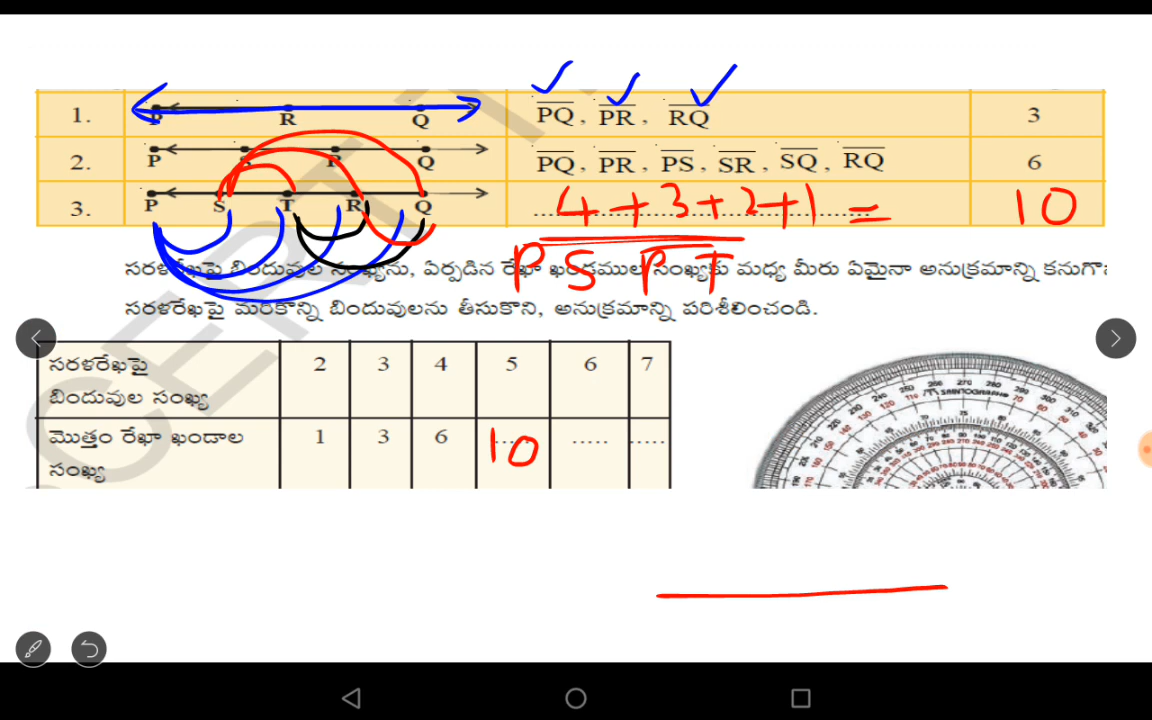 1. P R Q PQ, PR, RQ 3
2. P S R Q PQ, PR, PS, SR, SQ, RQ 6
3. P S T R Q 4+3+2+1= 10
PS PT
సరళరేఖపై బిందువుల సంఖ్యను, ఏర్పడిన రేఖా ఖండముల సంఖ్యకు మధ్య మీరు ఏమైనా అనుక్రమాన్ని
సరళరేఖపై మరికొన్ని బిందువులను తీసుకొని, అనుక్రమాన్ని పరిశీలించండి.
సరళరేఖపై 2 3 4 5 6 7
బిందువుల సంఖ్య
మొత్తం రేఖా ఖండాల 1 3 6 10 ..... .....
సంఖ్య